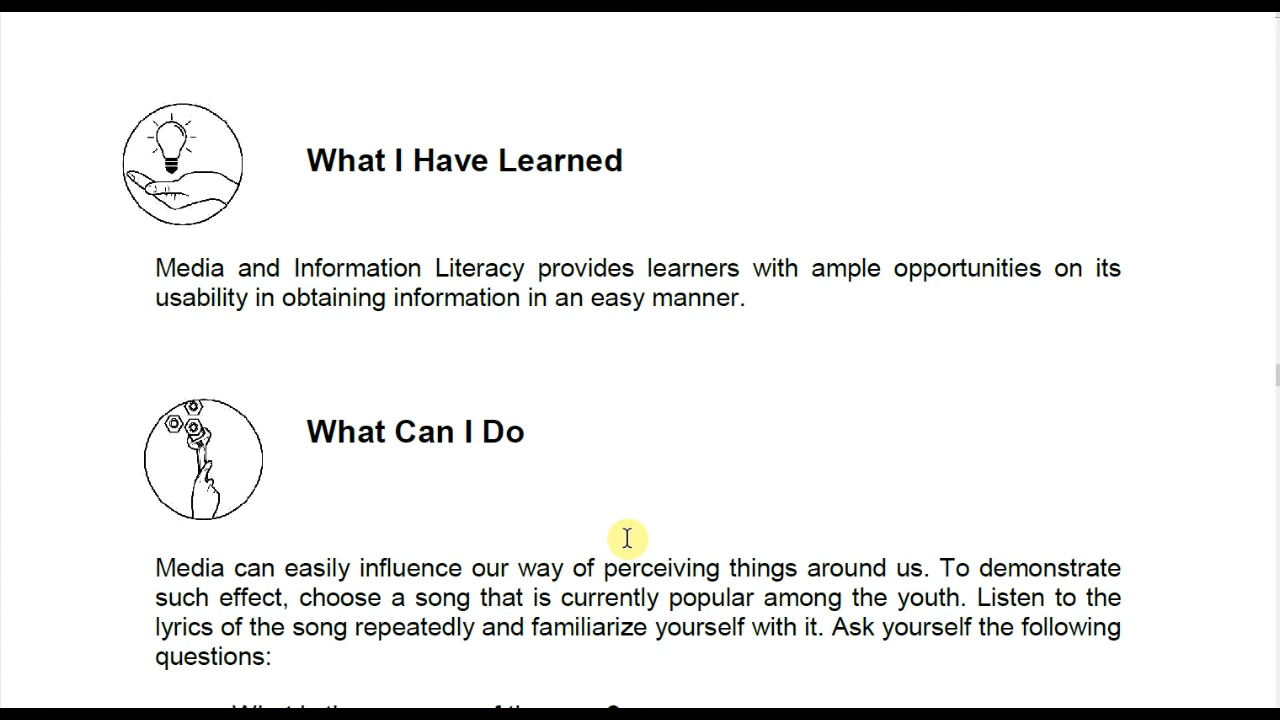 What I Have Learned
Media and Information Literacy provides learners with ample opportunities on its
usability in obtaining information in an easy manner.
What Can I Do
Media can easily influence our way of perceiving things around us. To demonstrate
such effect, choose a song that is currently popular among the youth. Listen to the
lyrics of the song repeatedly and familiarize yourself with it. Ask yourself the following
questions: